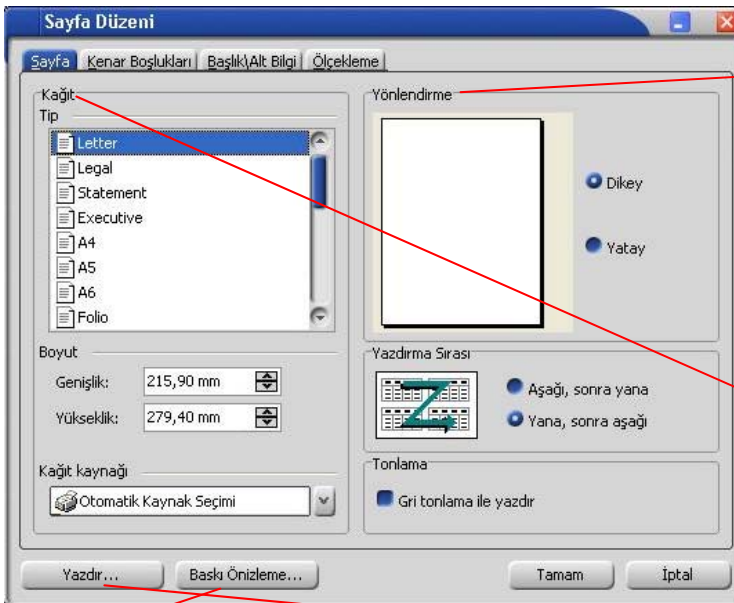 Sayfa Düzeni
Sayfa Kenar Boşlukları Başlık\Alt Bilgi Ölçekleme
Kağıt
Tip
Letter
Legal
Statement
Executive
A4
A5
A6
Folio
Boyut
Genişlik: 215,90 mm
Yükseklik: 279,40 mm
Kağıt kaynağı
Otomatik Kaynak Seçimi
Yönlendirme
Dikey
Yatay
Yazdırma Sırası
Aşağı, sonra yana
Yana, sonra aşağı
Tonlama
Gri tonlama ile yazdır
Yazdır... Baskı Önizleme... Tamam İptal